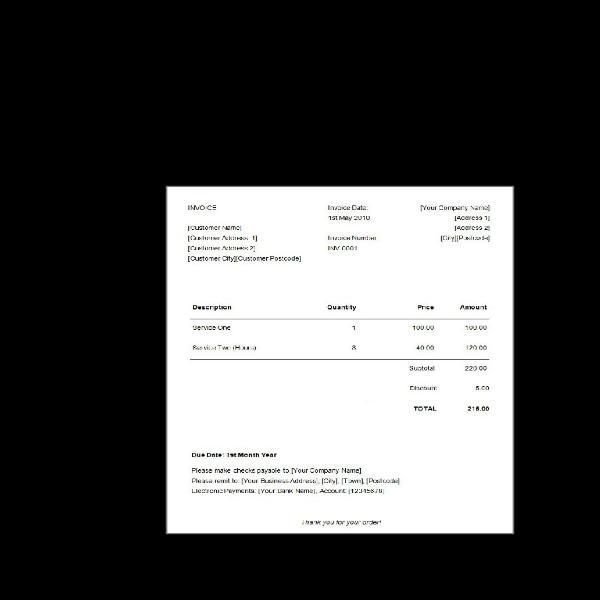 INVOICE Invoice Date: [Your Company Name]
1st May 2010 [Address 1]
[Customer Name] [Address 2]
[Customer Address 1] Invoice Number [City][Postcode]
[Customer Address 2] INV-0001
[Customer City][Customer Postcode]
Description Quantity Price Amount
Service One 1 100.00 100.00
Service Two (Hours) 40.00 120.00
Subtotal 220.00
Discount 5.00
TOTAL 215.00
Due Date: 1st Month Year
Please make checks payable to [Your Company Name]
Please remit to: [Your Business Address], [City], [Town], [Postcode]
Electronic Payments: [Your Bank Name], Account: [12345678]
Thank you for your order!